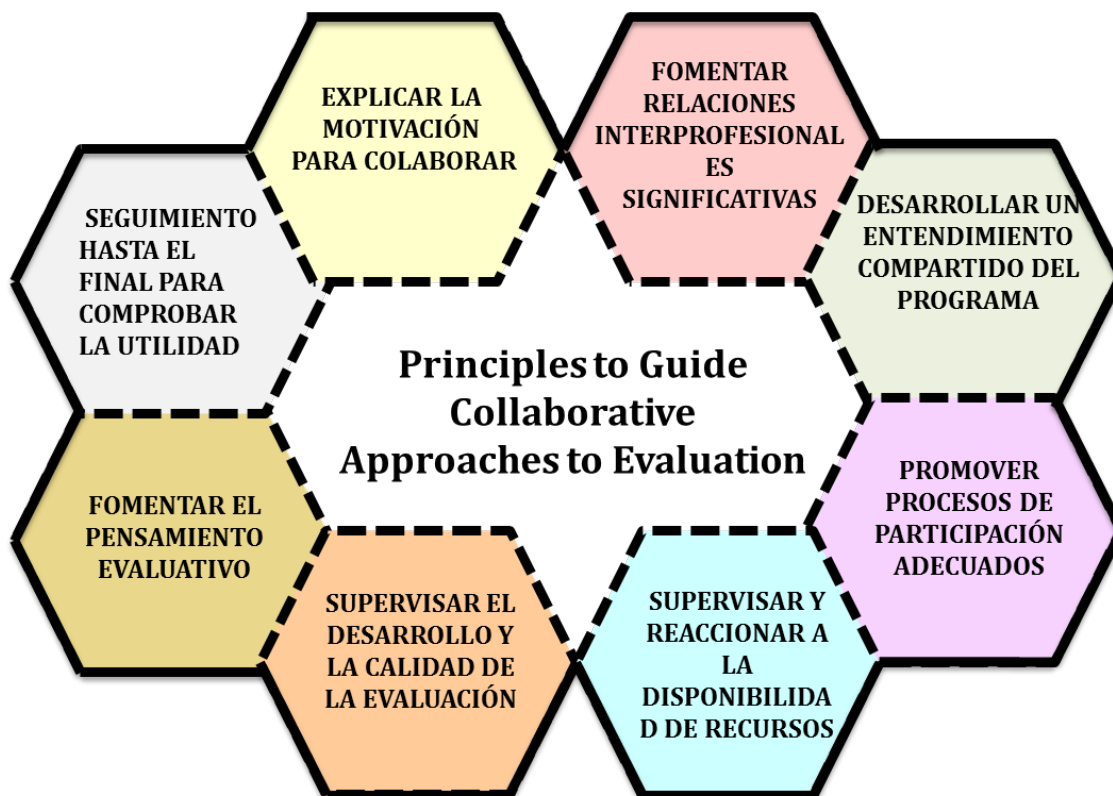 EXPLICAR LA
MOTIVACIÓN
PARA COLABORAR
FOMENTAR
RELACIONES
INTERPROFESIONAL
ES
SIGNIFICATIVAS
DESARROLLAR UN
ENTENDIMIENTO
COMPARTIDO DEL
PROGRAMA
PROMOVER
PROCESOS DE
PARTICIPACIÓN
ADECUADOS
SUPERVISAR Y
REACCIONAR A
LA
DISPONIBILIDA
D DE RECURSOS
SUPERVISAR EL
DESARROLLO Y
LA CALIDAD DE
LA EVALUACIÓN
FOMENTAR EL
PENSAMIENTO
EVALUATIVO
SEGUIMIENTO
HASTA EL
FINAL PARA
COMPROBAR
LA UTILIDAD
Principles to Guide
Collaborative
Approaches to Evaluation